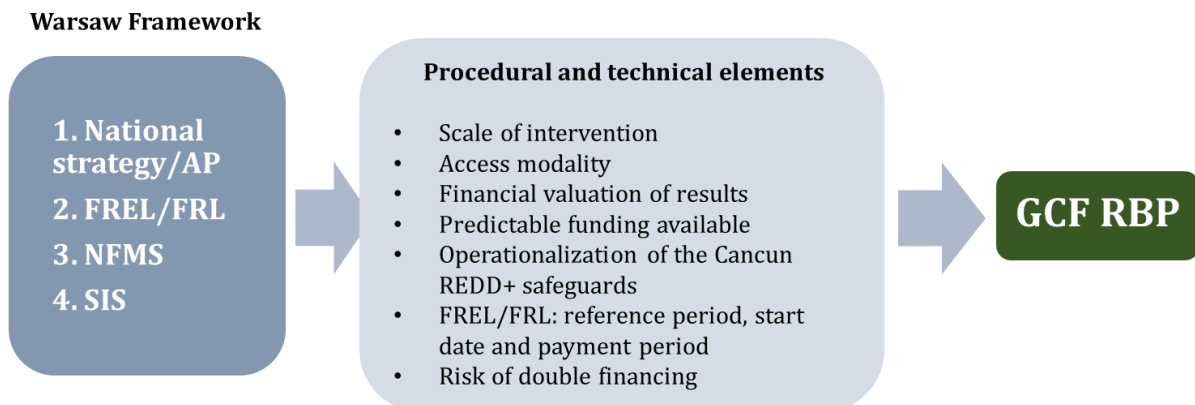 Warsaw Framework
1. National
strategy/AP
2. FREL/FRL
3. NFMS
4. SIS
Procedural and technical elements
• Scale of intervention
• Access modality
• Financial valuation of results
• Predictable funding available
• Operationalization of the Cancun
REDD+ safeguards
• FREL/FRL: reference period, start
date and payment period
• Risk of double financing
GCF RBP